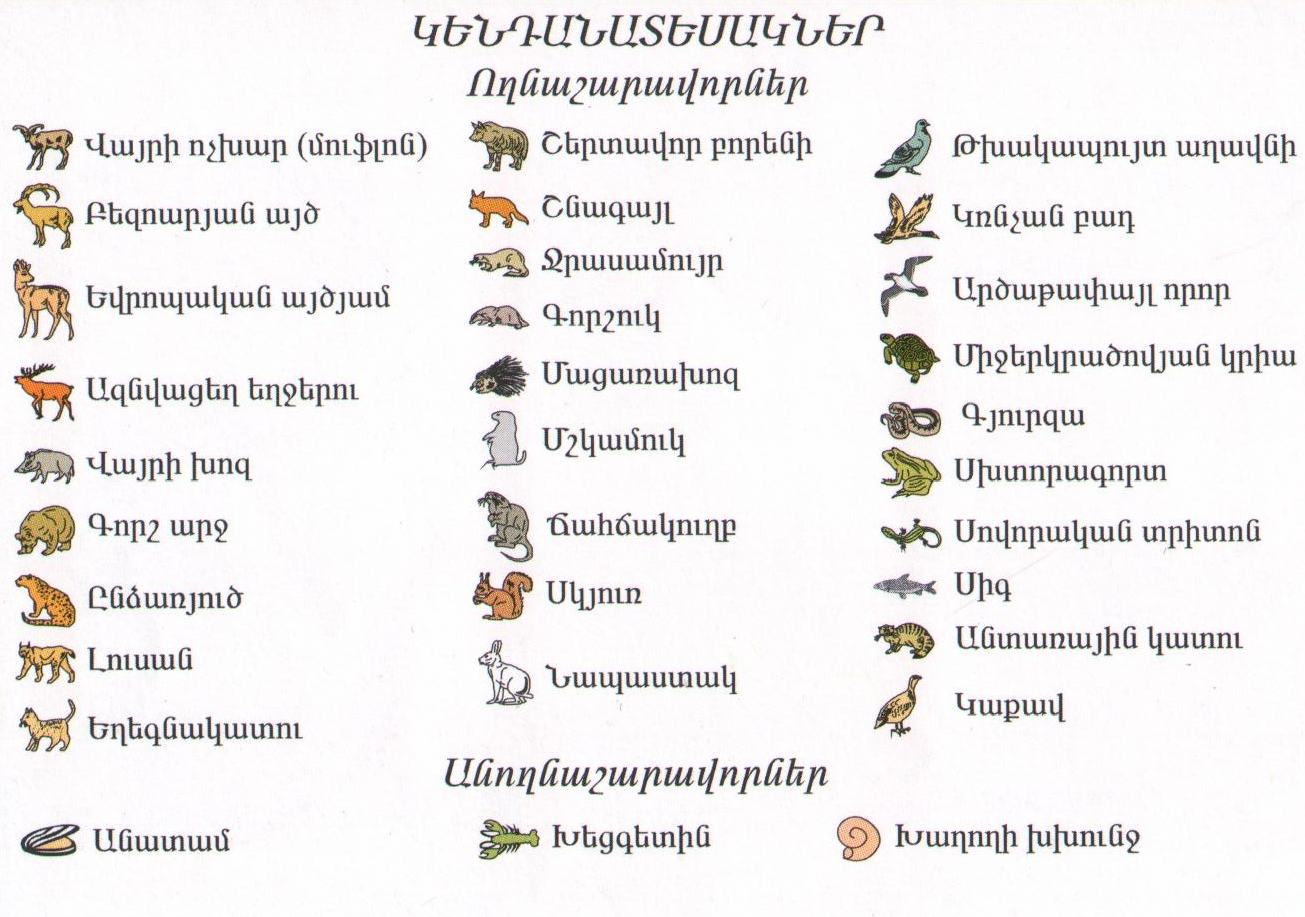 ԿԵՆԴԱՆԱՏԵՍԱԿՆԵՐ
Ողնաշարավորներ
Վայրի ոչխար (մուֆլոն)
Բեզոարյան այծ
Եվրոպական այծյամ
Ազնվացեղ եղջերու
Վայրի խոզ
Գորշ արջ
Ընձառյուծ
Լուսան
Եղեգնակատու
Շերտավոր բորենի
Շնագայլ
Ջրասամույր
Գորշուկ
Մացառախոզ
Մշկամուկ
Ճահճակուղբ
Սկյուռ
Նապաստակ
Թխակապույտ աղավնի
Կռնչան բադ
Արծաթափայլ որոր
Միջերկրածովյան կրիա
Գյուրզա
Սխտորագորտ
Սովորական տրիտոն
Սիգ
Անտառային կատու
Կաքավ
Անողնաշարավորներ
Անատամ
Խեցգետին
Խաղողի խխունջ